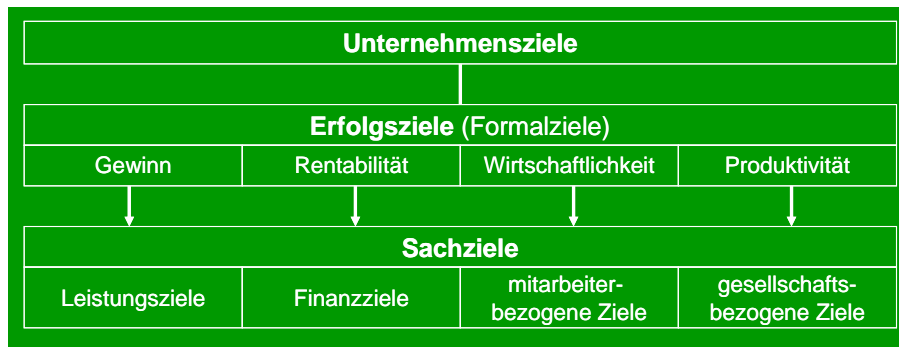 Unternehmensziele
Erfolgsziele (Formalziele)
Gewinn Rentabilität Wirtschaftlichkeit Produktivität
Sachziele
Leistungsziele Finanzziele mitarbeiter- gesellschafts-
bezogene Ziele bezogene Ziele